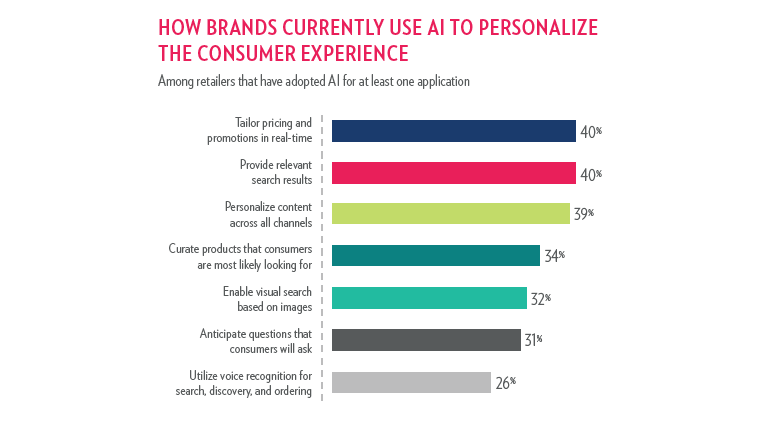 HOW BRANDS CURRENTLY USE AI TO PERSONALIZE
THE CONSUMER EXPERIENCE
Among retailers that have adopted AI for at least one application
Tailor pricing and
promotions in real-time
40%
Provide relevant
search results
40%
Personalize content
across all channels
39%
Curate products that consumers
are most likely looking for
34%
Enable visual search
based on images
32%
Anticipate questions that
consumers will ask
31%
Utilize voice recognition for
search, discovery, and ordering
26%